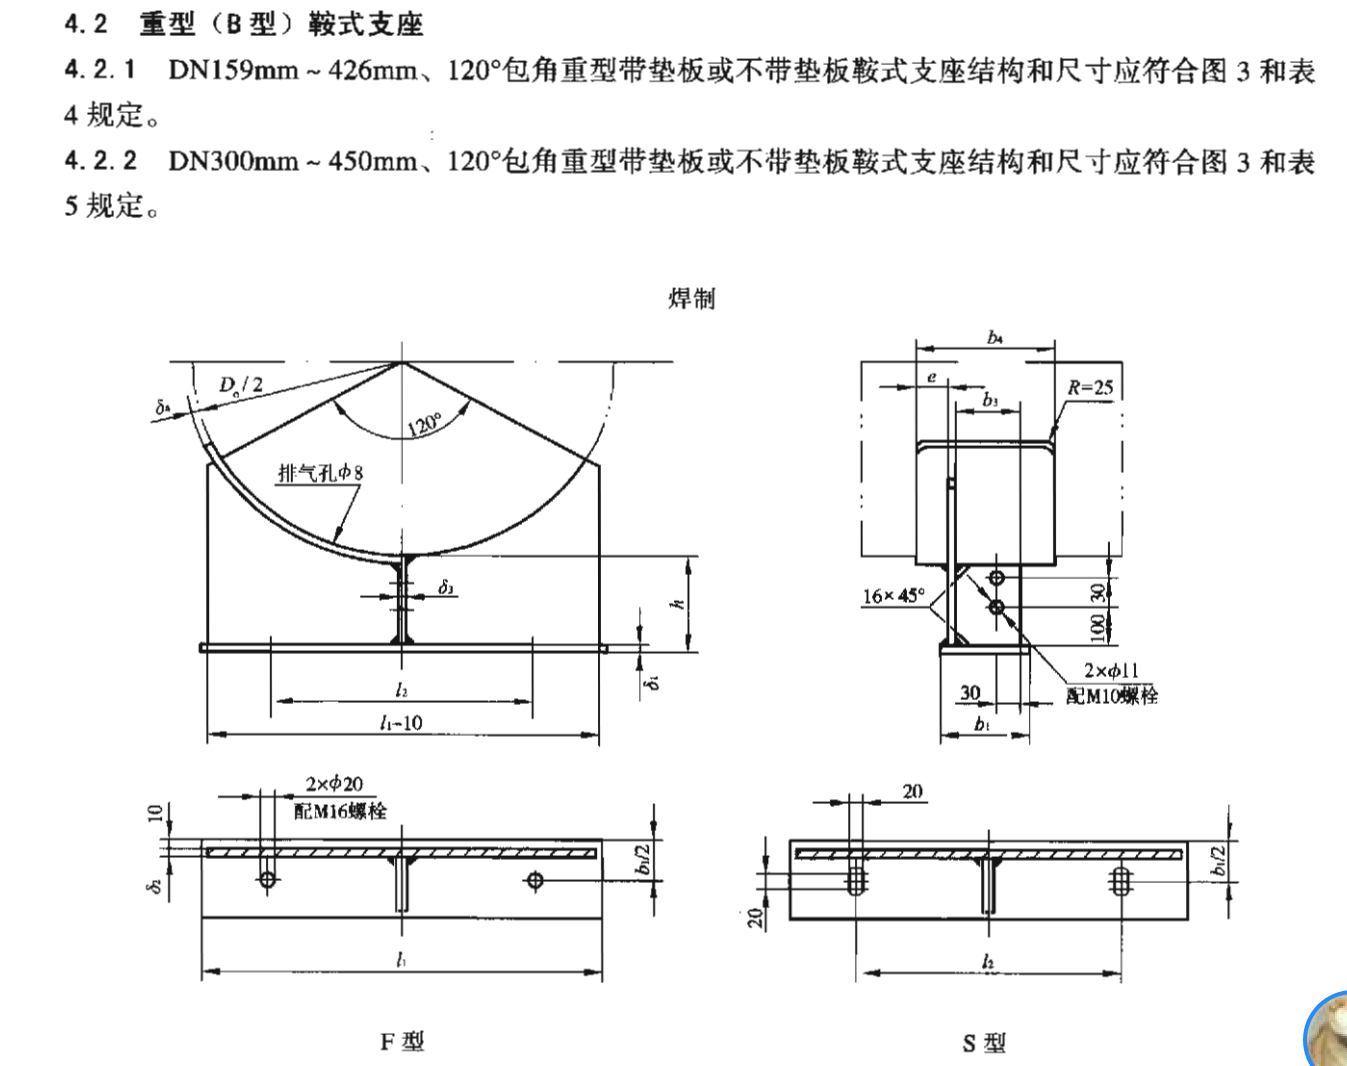 4.2 重型（B 型）鞍式支座
4.2.1 DN159mm ~ 426mm、120°包角重型带垫板或不带垫板鞍式支座结构和尺寸应符合图 3 和表
4 规定。
4.2.2 DN300mm ~ 450mm、120°包角重型带垫板或不带垫板鞍式支座结构和尺寸应符合图 3 和表
5 规定。
焊制
b4
Do/2
e
R=25
δ4
b3
120°
排气孔φ8
δ3
h
16×45°
30
100
δ1
2×φ11
l2
30
配M10螺栓
l1-10
b1
2×φ20
配M16螺栓
10
20
b1/2
b1/2
δ2
20
l1
l2
F 型
S 型